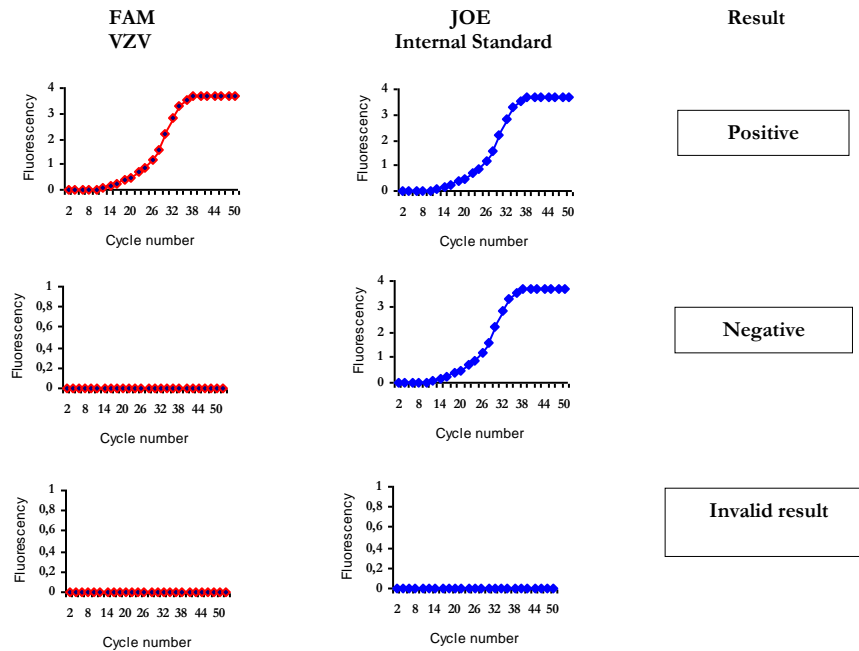 FAM
VZV
JOE
Internal Standard
Result
4
3
2
1
0
Fluorescency
2 8 14 20 26 32 38 44 50
Cycle number
4
3
2
1
0
Fluorescency
2 8 14 20 26 32 38 44 50
Cycle number
Positive
1
0,8
0,6
0,4
0,2
0
Fluorescency
2 8 14 20 26 32 38 44 50
Cycle number
4
3
2
1
0
Fluorescency
2 8 14 20 26 32 38 44 50
Cycle number
Negative
1
0,8
0,6
0,4
0,2
0
Fluorescency
2 8 14 20 26 32 38 44 50
Cycle number
1
0,8
0,6
0,4
0,2
0
Fluorescency
2 8 14 20 26 32 38 44 50
Cycle number
Invalid result